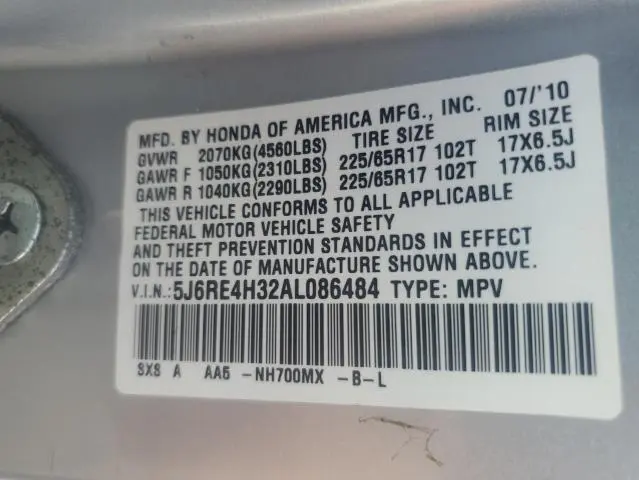 MFD. BY HONDA OF AMERICA MFG., INC. 07/'10
GVWR 2070KG(4560LBS) TIRE SIZE RIM SIZE
GAWR F 1050KG(2310LBS) 225/65R17 102T 17X6.5J
GAWR R 1040KG(2290LBS) 225/65R17 102T 17X6.5J
THIS VEHICLE CONFORMS TO ALL APPLICABLE
FEDERAL MOTOR VEHICLE SAFETY
AND THEFT PREVENTION STANDARDS IN EFFECT
ON THE DATE OF MANUFACTURE SHOWN ABOVE.
V.I.N.:5J6RE4H32AL086484 TYPE: MPV
SXS A AA5 -NH700MX -B-L